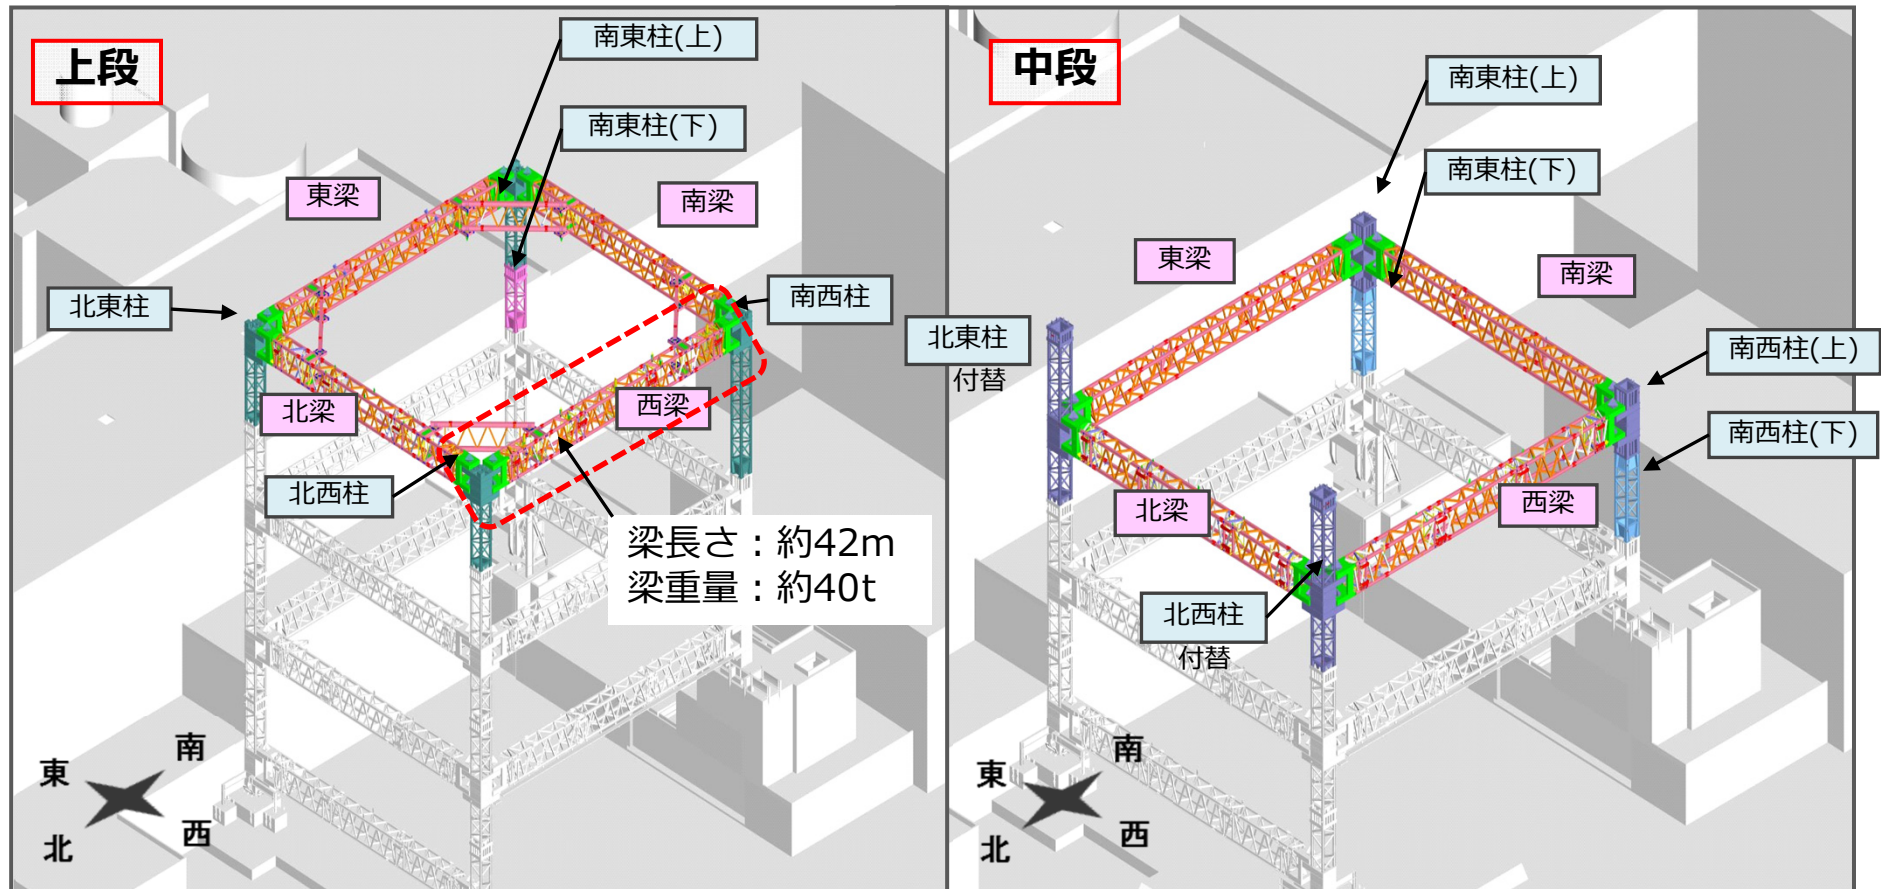 上段
南東柱(上)
南東柱(下)
東梁
南梁
北東柱
南西柱
北梁
西梁
北西柱
梁長さ：約42m
梁重量：約40t
東
南
北
西
中段
南東柱(上)
南東柱(下)
東梁
南梁
北東柱
付替
南西柱(上)
南西柱(下)
北梁
西梁
北西柱
付替
東
南
北
西